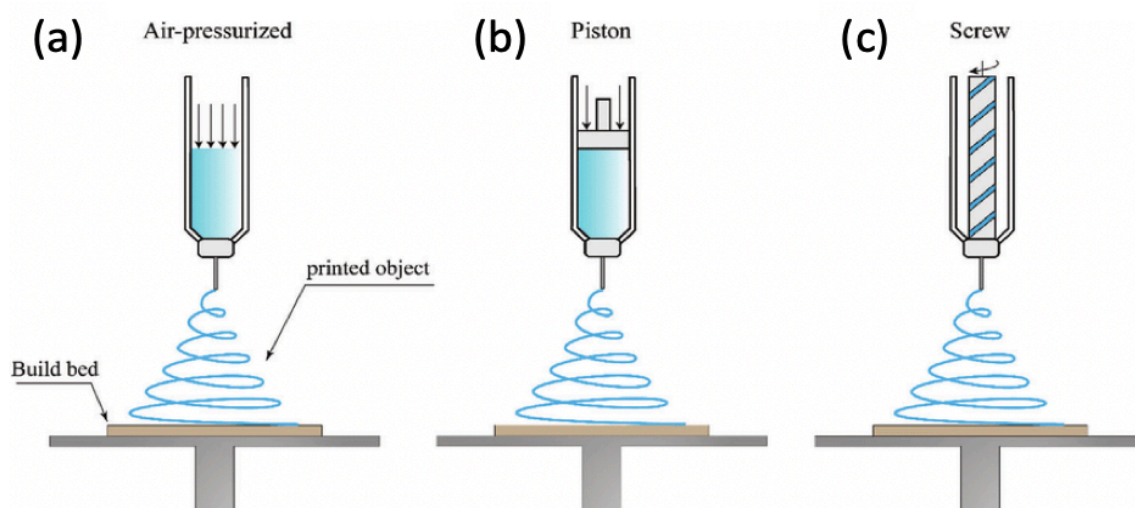 (a)
Air-pressurized
(b)
Piston
(c)
Screw
printed object
Build bed